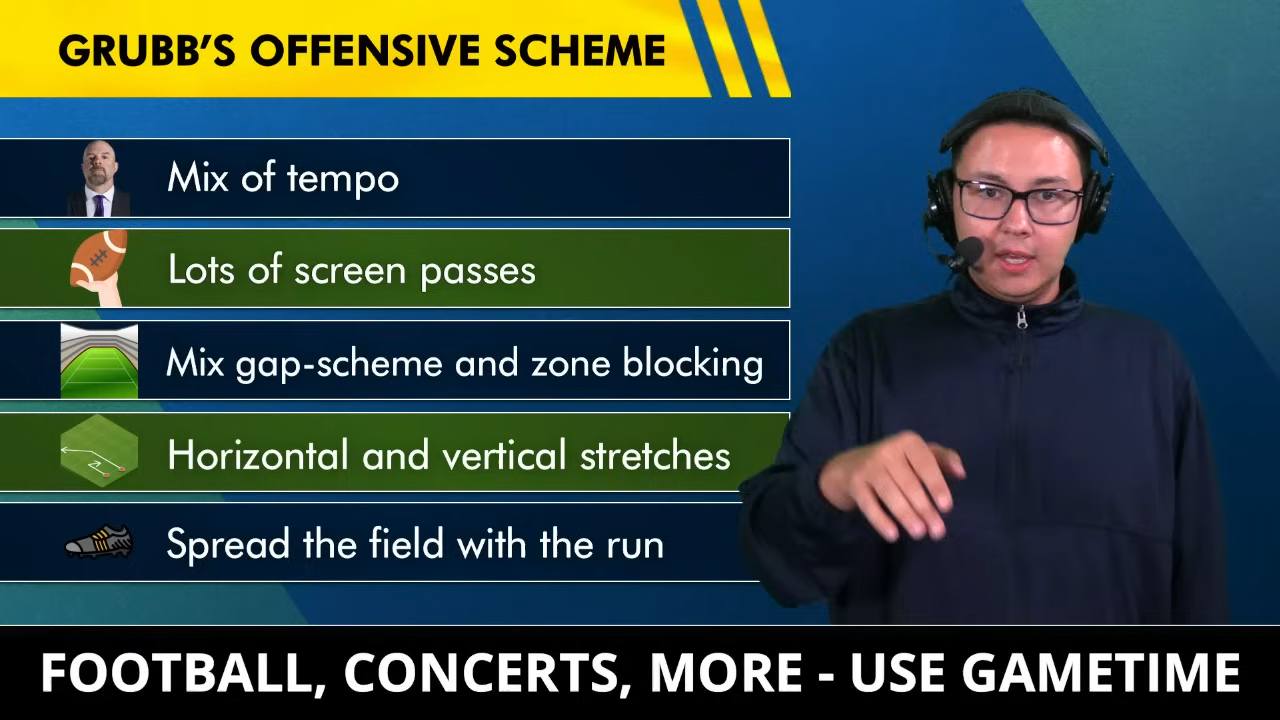 GRUBB’S OFFENSIVE SCHEME
Mix of tempo
Lots of screen passes
Mix gap-scheme and zone blocking
Horizontal and vertical stretches
Spread the field with the run
FOOTBALL, CONCERTS, MORE - USE GAMETIME